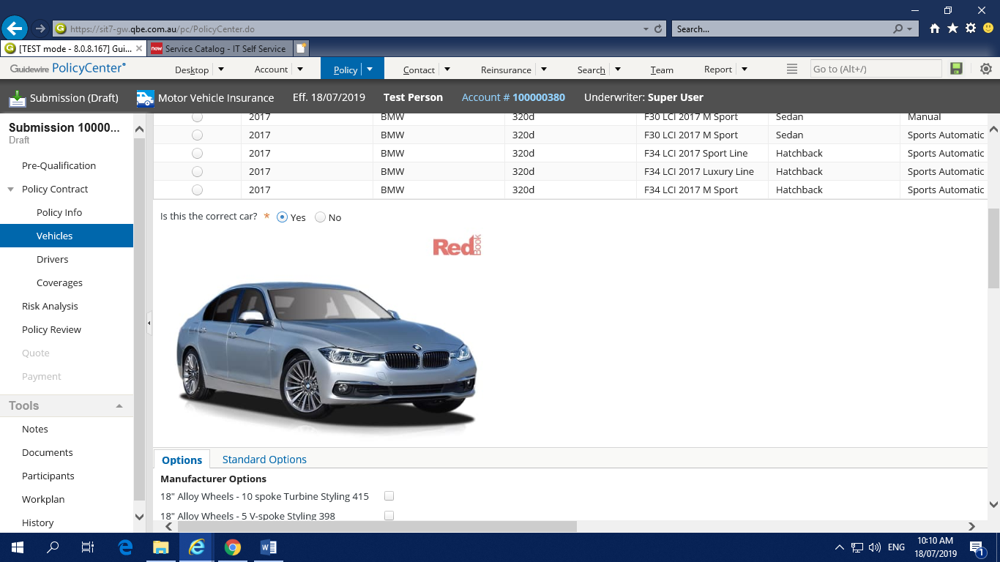 https://sit7-gw.qbe.com.au/pc/PolicyCenter.do
Search...
[TEST mode - 8.0.8.167] Gui...
now Service Catalog - IT Self Service
Guidewire PolicyCenter
Desktop Account Policy Contact Reinsurance Search Team Report Go to (Alt+/)
Submission (Draft) Motor Vehicle Insurance Eff. 18/07/2019 Test Person Account # 100000380 Underwriter: Super User
Submission 10000...
Draft
Pre-Qualification
Policy Contract
Policy Info
Vehicles
Drivers
Coverages
Risk Analysis
Policy Review
Quote
Payment
Tools
Notes
Documents
Participants
Workplan
History
2017 BMW 320d F30 LCI 2017 M Sport Sedan Manual
2017 BMW 320d F30 LCI 2017 M Sport Sedan Sports Automatic
2017 BMW 320d F34 LCI 2017 Sport Line Hatchback Sports Automatic
2017 BMW 320d F34 LCI 2017 Luxury Line Hatchback Sports Automatic
2017 BMW 320d F34 LCI 2017 M Sport Hatchback Sports Automatic
Is this the correct car? * Yes No
RedBook
Options Standard Options
Manufacturer Options
18" Alloy Wheels - 10 spoke Turbine Styling 415
18" Alloy Wheels - 5 V-spoke Styling 398
ENG
10:10 AM
18/07/2019
1